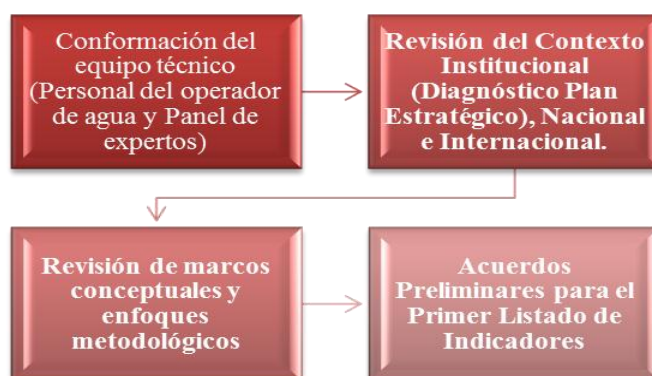 Conformación del
equipo técnico
(Personal del operador
de agua y Panel de
expertos)
Revisión del Contexto
Institucional
(Diagnóstico Plan
Estratégico), Nacional
e Internacional.
Revisión de marcos
conceptuales y
enfoques
metodológicos
Acuerdos
Preliminares para el
Primer Listado de
Indicadores